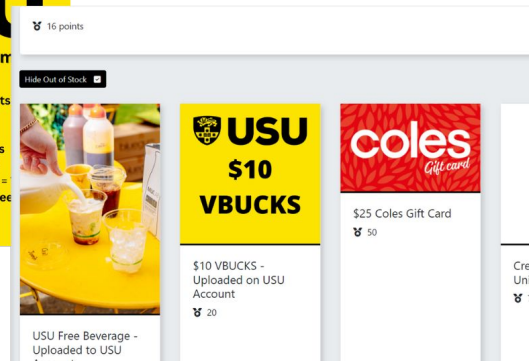 16 points
Hide Out of Stock
USU
$10
VBUCKS
coles
Gift card
$25 Coles Gift Card
50
$10 VBUCKS -
Uploaded on USU
Account
20
USU Free Beverage -
Uploaded to USU